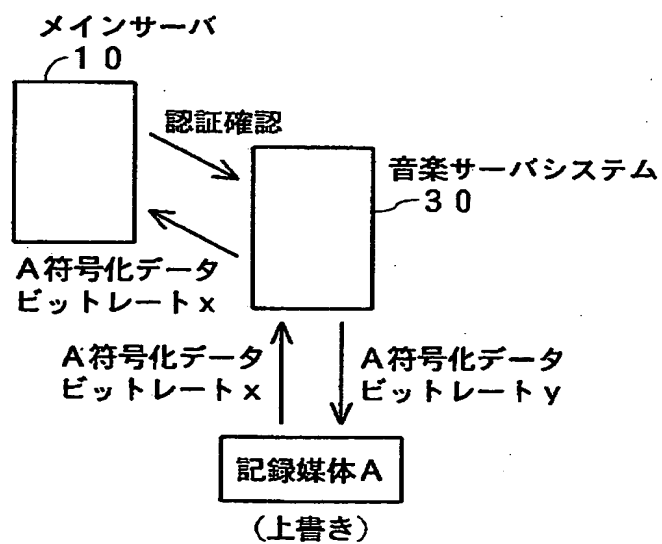 メインサーバ
10
認証確認
音楽サーバシステム
30
A符号化データ
ビットレートx
A符号化データ
ビットレートx
A符号化データ
ビットレートy
記録媒体A
(上書き)